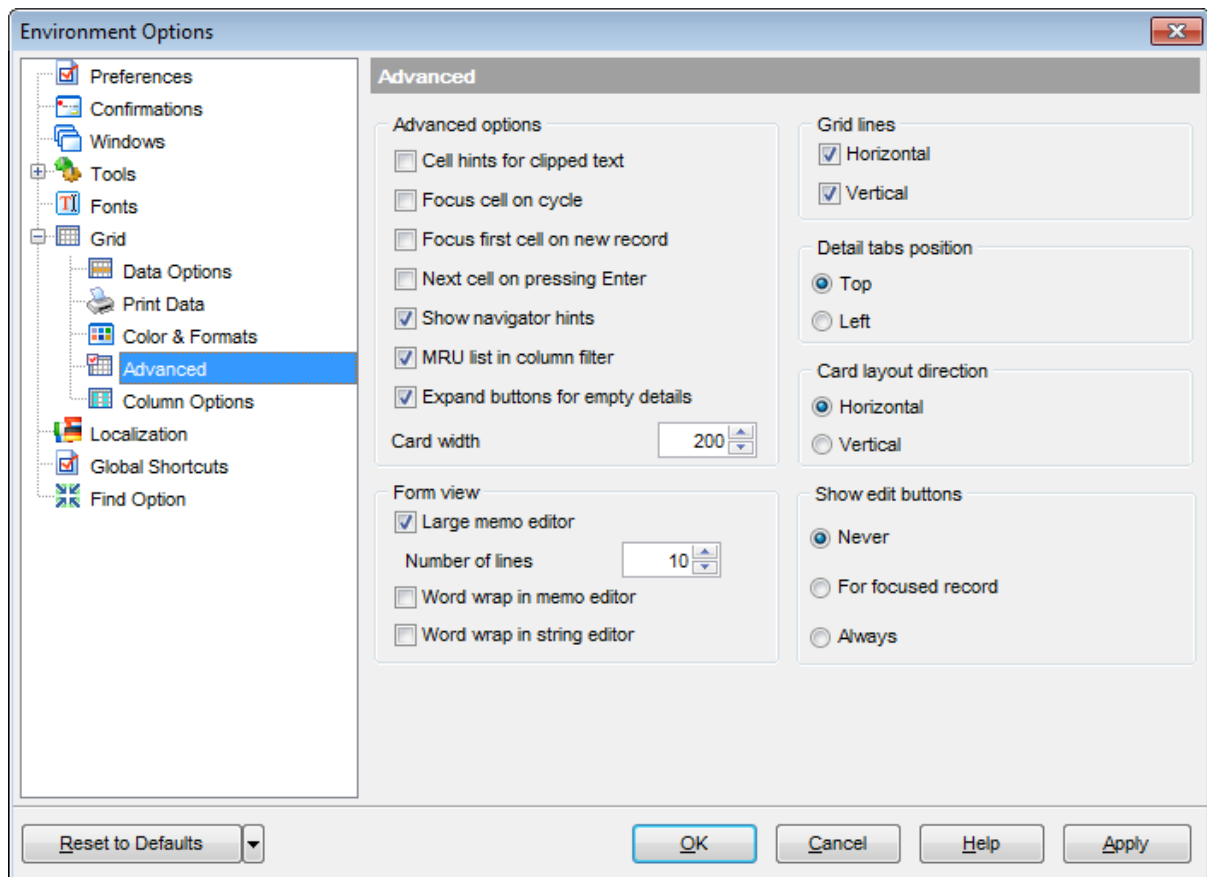 Environment Options
Preferences
Confirmations
Windows
Tools
Fonts
Grid
Data Options
Print Data
Color & Formats
Advanced
Column Options
Localization
Global Shortcuts
Find Option
Advanced
Advanced options
Cell hints for clipped text
Focus cell on cycle
Focus first cell on new record
Next cell on pressing Enter
Show navigator hints
MRU list in column filter
Expand buttons for empty details
Card width 200
Form view
Large memo editor
Number of lines 10
Word wrap in memo editor
Word wrap in string editor
Grid lines
Horizontal
Vertical
Detail tabs position
Top
Left
Card layout direction
Horizontal
Vertical
Show edit buttons
Never
For focused record
Always
Reset to Defaults OK Cancel Help Apply